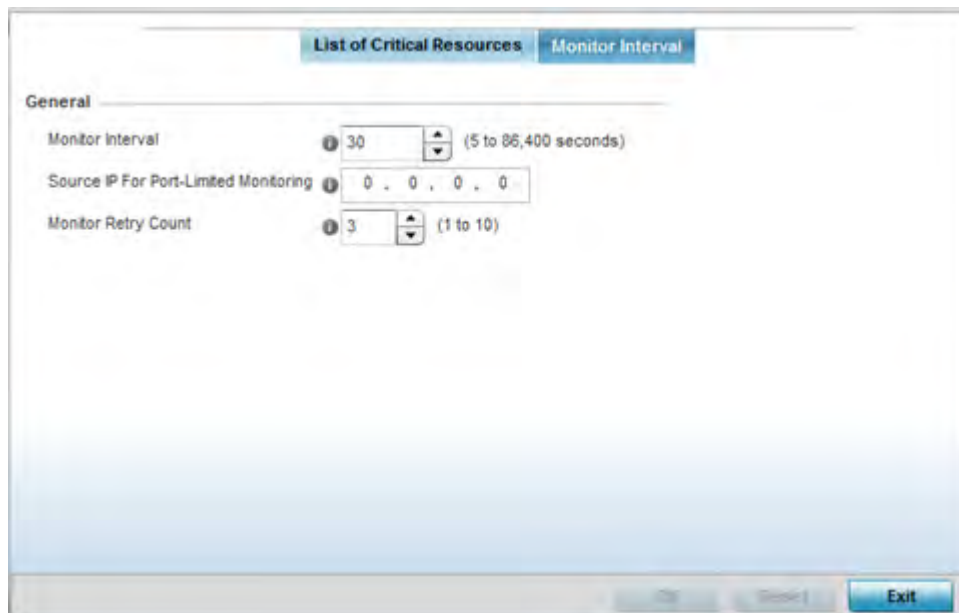 List of Critical Resources Monitor Interval
General
Monitor Interval 30 (5 to 86,400 seconds)
Source IP For Port-Limited Monitoring 0 . 0 . 0 . 0
Monitor Retry Count 3 (1 to 10)
Exit